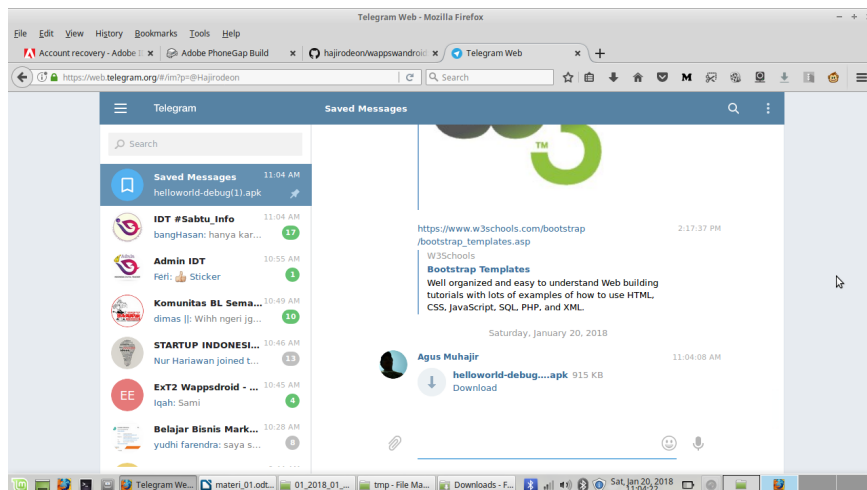 Telegram Web - Mozilla Firefox
File Edit View History Bookmarks Tools Help
Account recovery - Adobe I
Adobe PhoneGap Build
hajirodeon/wappswandroid
Telegram Web
https://web.telegram.org/#/im?p=@Hajirodeon
Search
Telegram
Saved Messages
Search
Saved Messages 11:04 AM
helloworld-debug(1).apk
IDT #Sabtu_Info 11:04 AM
bangHasan: hanya kar... 17
Admin IDT 10:55 AM
Feri: 👍 Sticker 1
Komunitas BL Sema... 10:49 AM
dimas ||: Wihh ngeri jg... 10
STARTUP INDONESI... 10:46 AM
Nur Hariawan joined t... 13
EE
ExT2 Wappsdroid - ... 10:45 AM
Iqah: Sami 4
Belajar Bisnis Mark... 10:28 AM
yudhi farendra: saya s... 8
TM
3
https://www.w3schools.com/bootstrap 2:17:37 PM
/bootstrap_templates.asp
W3Schools
Bootstrap Templates
Well organized and easy to understand Web building
tutorials with lots of examples of how to use HTML,
CSS, JavaScript, SQL, PHP, and XML.
Saturday, January 20, 2018
Agus Muhajir 11:04:08 AM
helloworld-debug....apk 915 KB
Download
Telegram We...
materi_01.odt...
01_2018_01_...
tmp - File Ma...
Downloads - F...
Sat, Jan 20, 2018
11:04:22